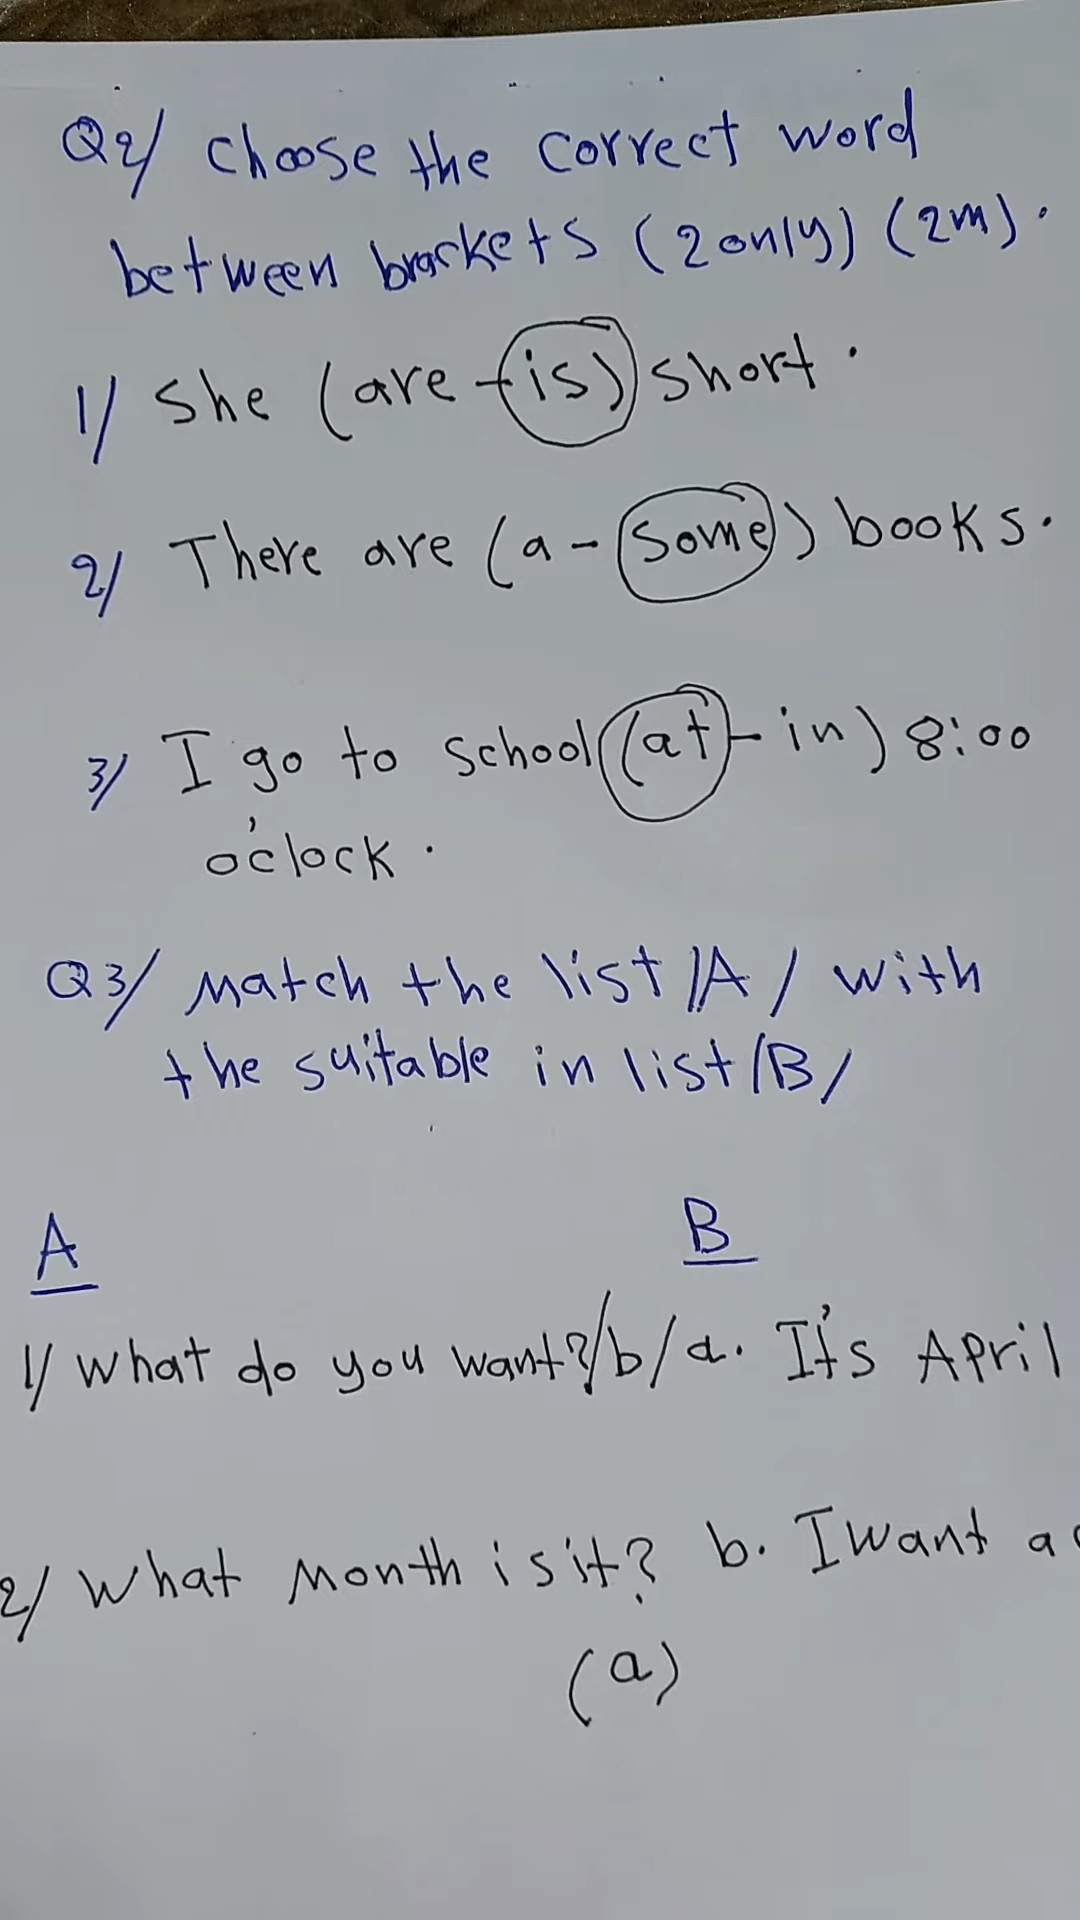 Q2/ choose the correct word
between brackets (2only) (2m).
1/ She (are - is) short.
2/ There are (a - some) books.
3/ I go to school (at - in) 8:00
o'clock.
Q3/ Match the list /A/ with
the suitable in list /B/
A B
1/ What do you want? /b/ a. It's April
2/ What Month is it? b. I want a
(a)